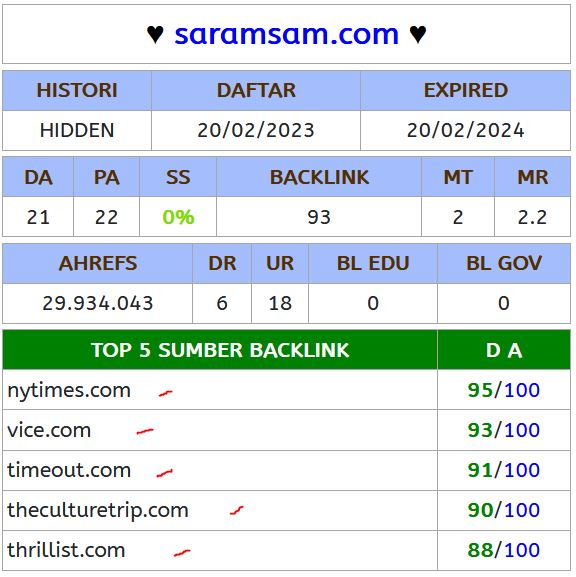 ♥ saramsam.com ♥
HISTORI DAFTAR EXPIRED
HIDDEN 20/02/2023 20/02/2024
DA PA SS BACKLINK MT MR
21 22 0% 93 2 2.2
AHREFS DR UR BL EDU BL GOV
29.934.043 6 18 0 0
TOP 5 SUMBER BACKLINK D A
nytimes.com 95/100
vice.com 93/100
timeout.com 91/100
theculturetrip.com 90/100
thrillist.com 88/100